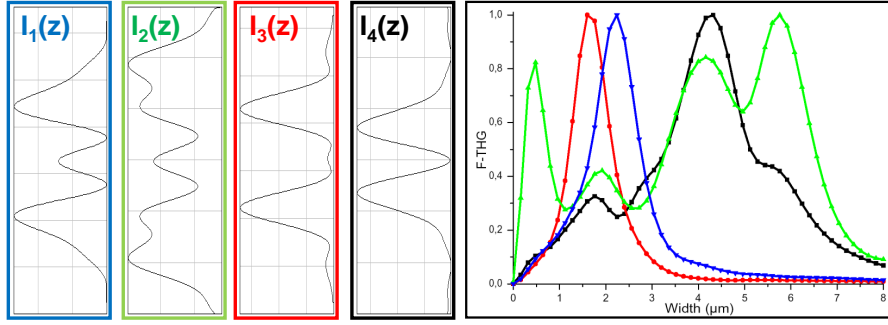 I₁(z)
I₂(z)
I₃(z)
I₄(z)
1,0
0,8
0,6
0,4
0,2
0,0
F-THG
0 1 2 3 4 5 6 7 8
Width (µm)